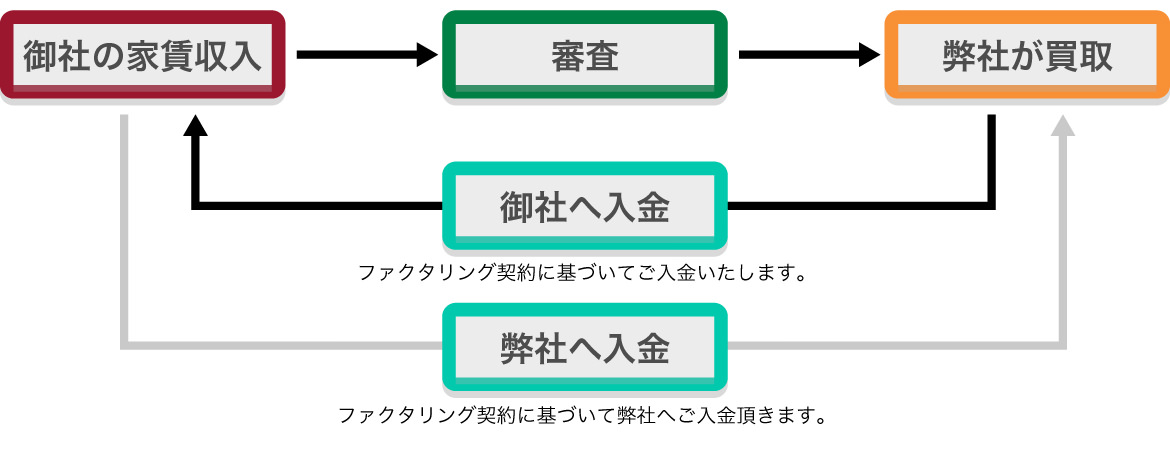 御社の家賃収入
審査
弊社が買取
御社へ入金
ファクタリング契約に基づいてご入金いたします。
弊社へ入金
ファクタリング契約に基づいて弊社へご入金頂きます。